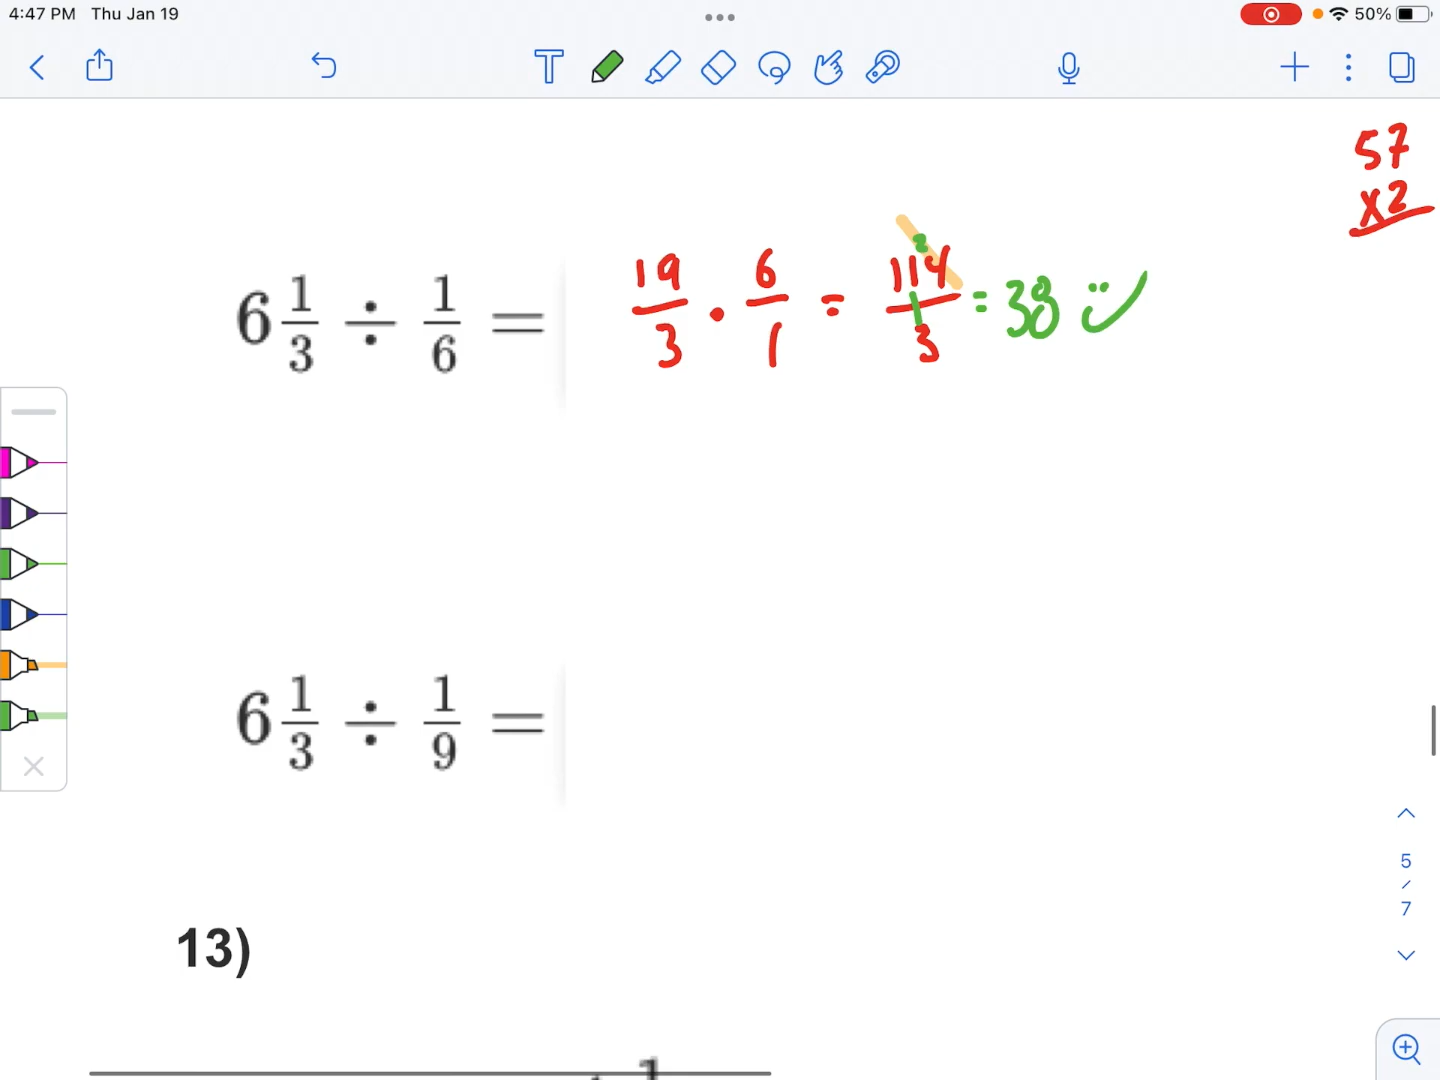 4:47 PM Thu Jan 19
50%
57
x2
6 1/3 ÷ 1/6 = 19/3 · 6/1 = 114/3 = 38
6 1/3 ÷ 1/9 =
5
/
7
13)
1